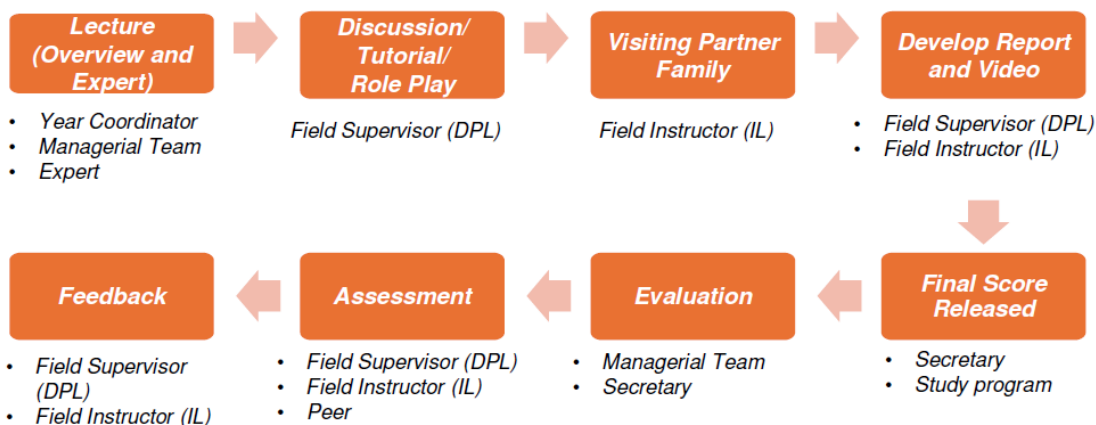 Lecture
(Overview and
Expert)
• Year Coordinator
• Managerial Team
• Expert
Discussion/
Tutorial/
Role Play
Field Supervisor (DPL)
Visiting Partner
Family
Field Instructor (IL)
Develop Report
and Video
• Field Supervisor (DPL)
• Field Instructor (IL)
Final Score
Released
• Secretary
• Study program
Evaluation
• Managerial Team
• Secretary
Assessment
• Field Supervisor (DPL)
• Field Instructor (IL)
• Peer
Feedback
• Field Supervisor
(DPL)
• Field Instructor (IL)